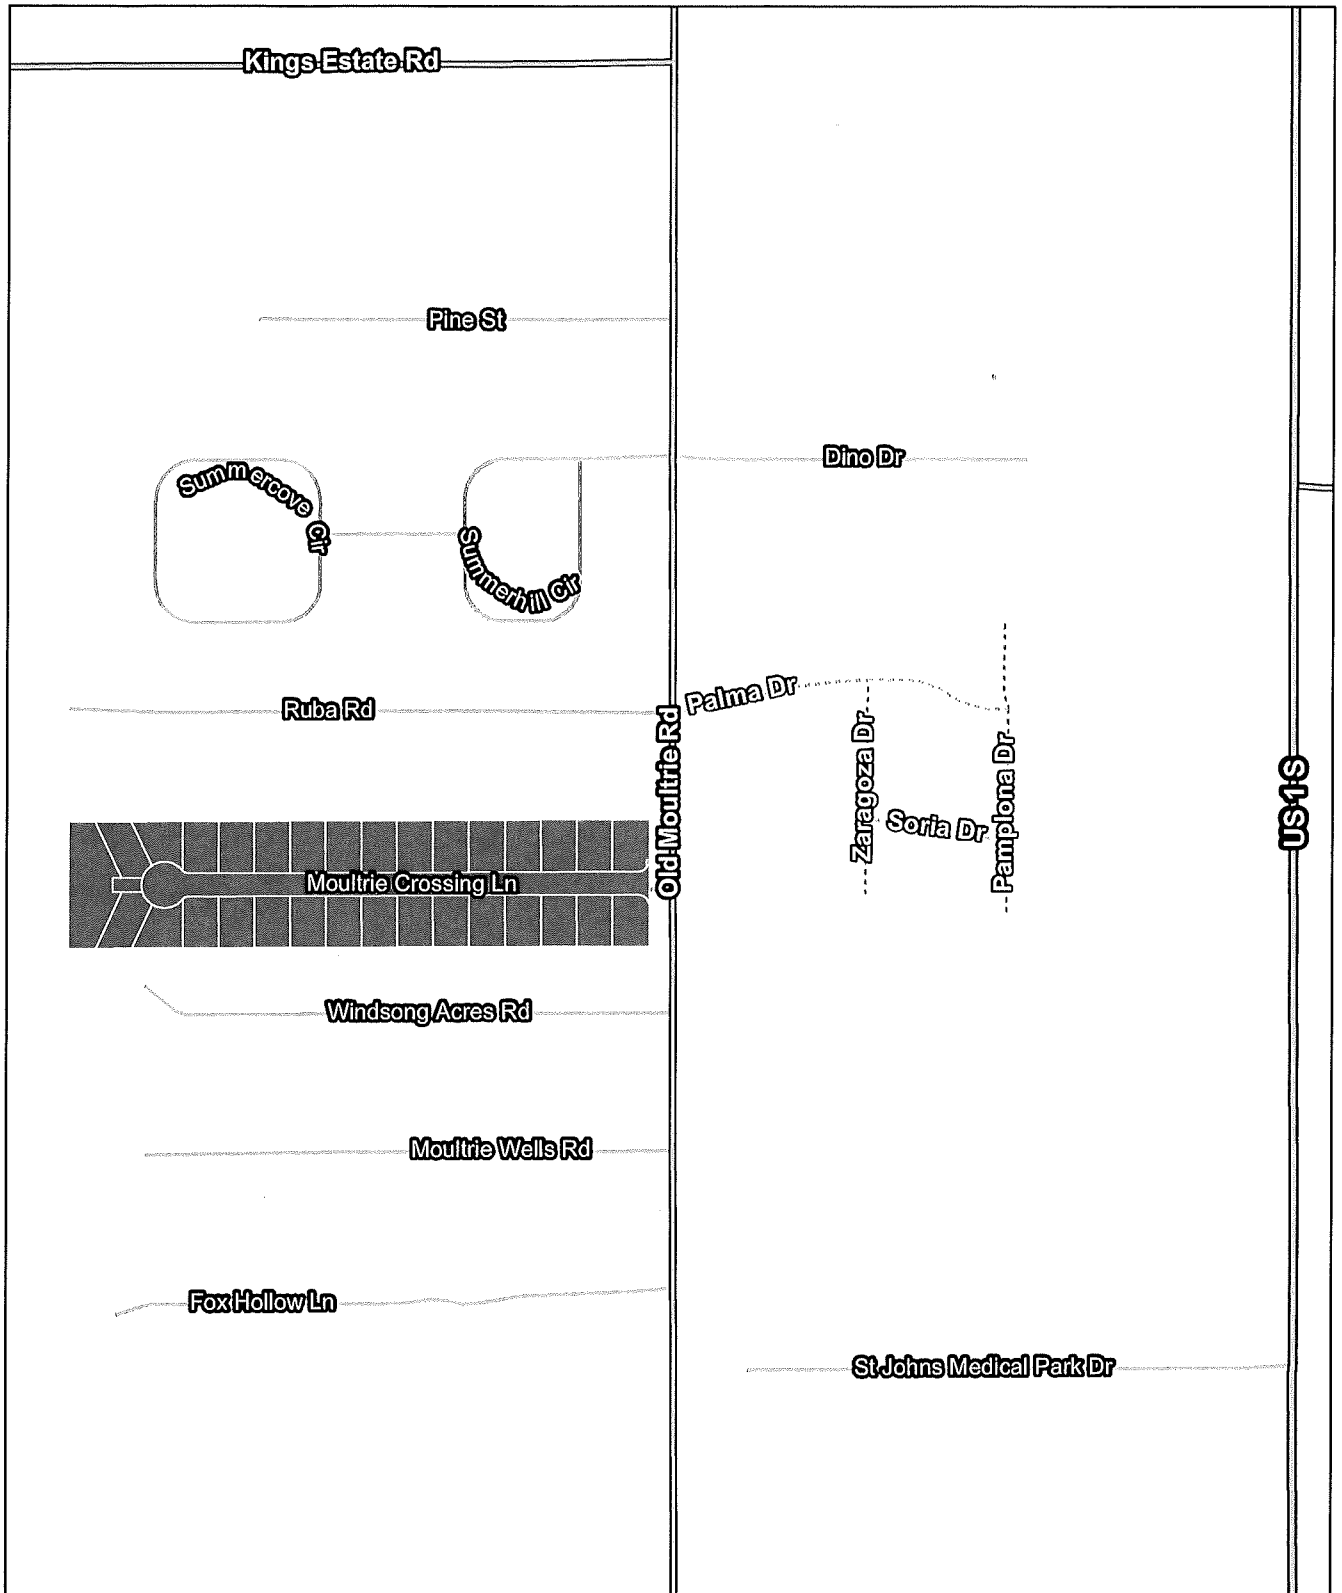 Kings Estate Rd
Pine St
Dino Dr
Summercove Cir
Summerhill Cir
Palma Dr
Ruba Rd
Old Moultrie Rd
Zaragoza Dr
Soria Dr
Pamplona Dr
US 1 S
Moultrie Crossing Ln
Windsong Acres Rd
Moultrie Wells Rd
Fox Hollow Ln
St Johns Medical Park Dr